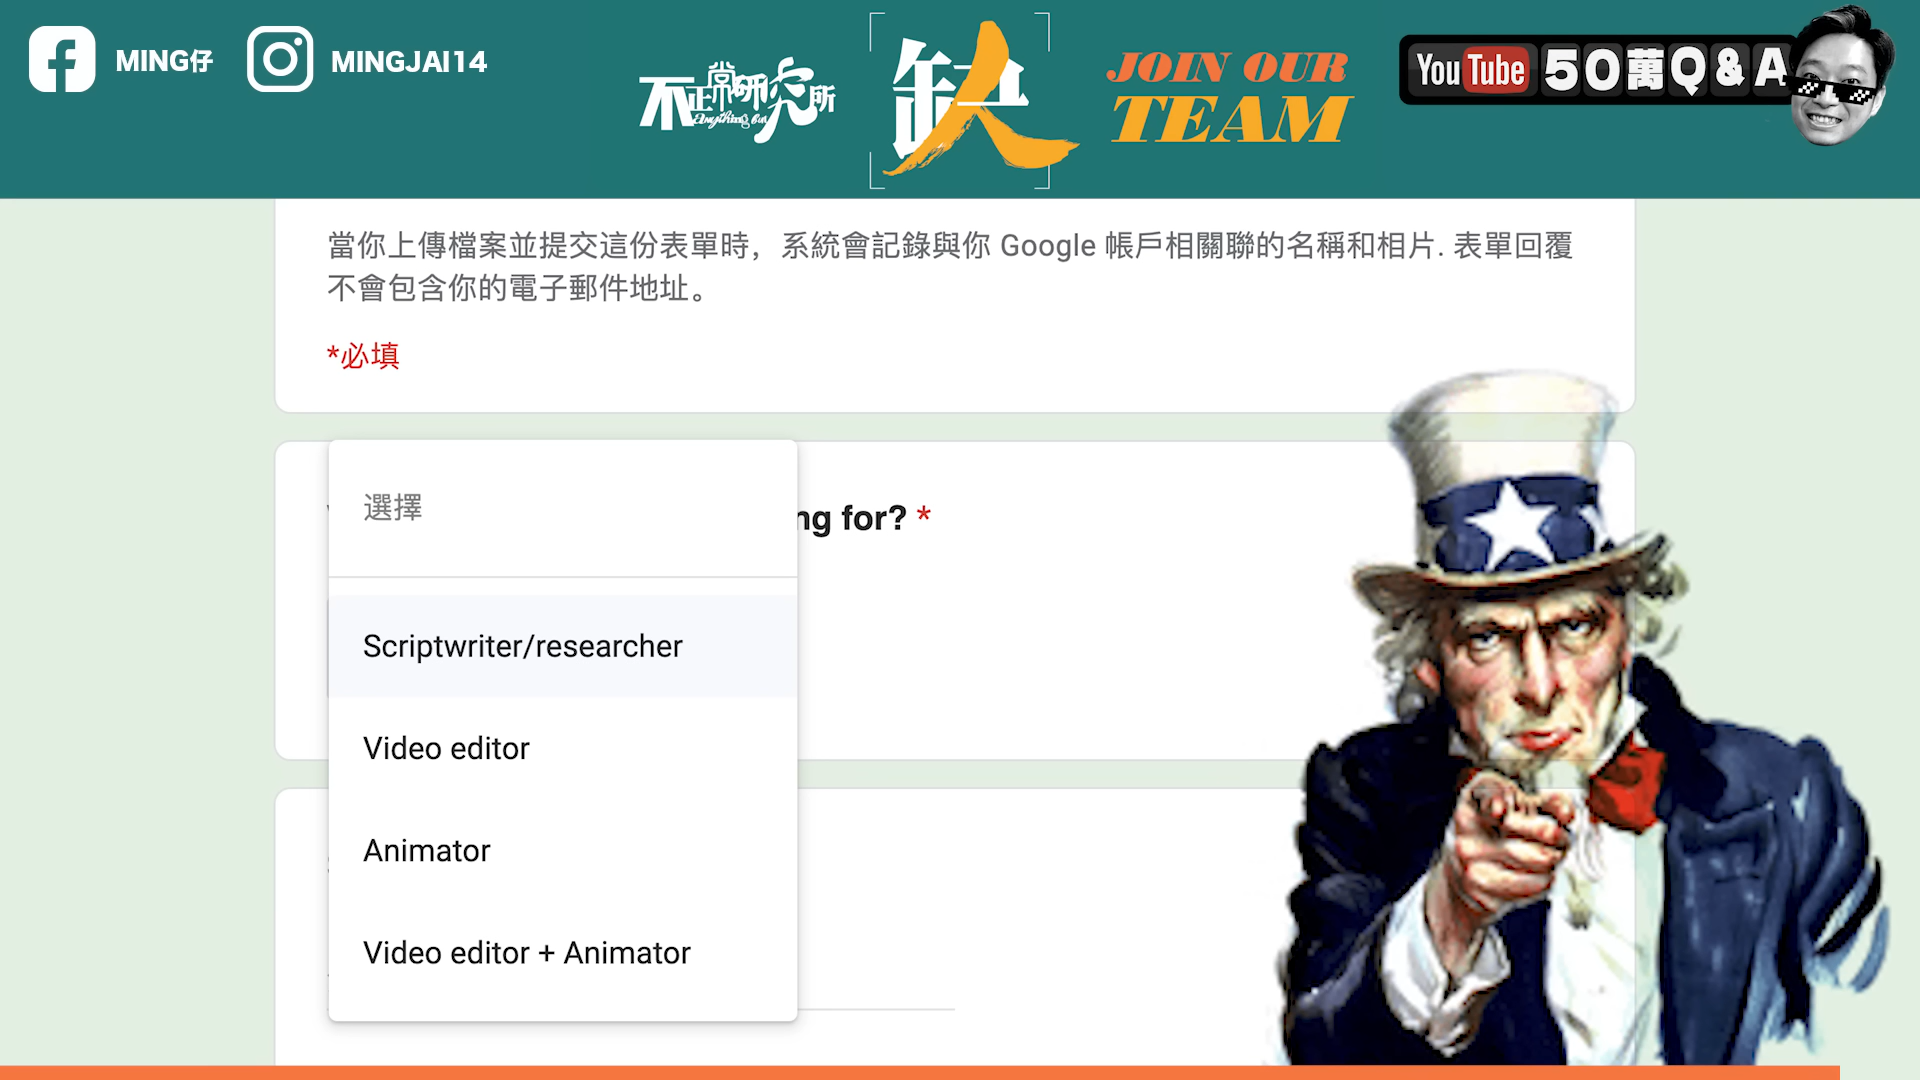 MING仔
MINGJAI14
不正常研究所
Anything but
缺人
JOIN OUR
TEAM
YouTube 50萬Q&A
當你上傳檔案並提交這份表單時，系統會記錄與你 Google 帳戶相關聯的名稱和相片. 表單回覆
不會包含你的電子郵件地址。
*必填
選擇
ng for? *
Scriptwriter/researcher
Video editor
Animator
Video editor + Animator